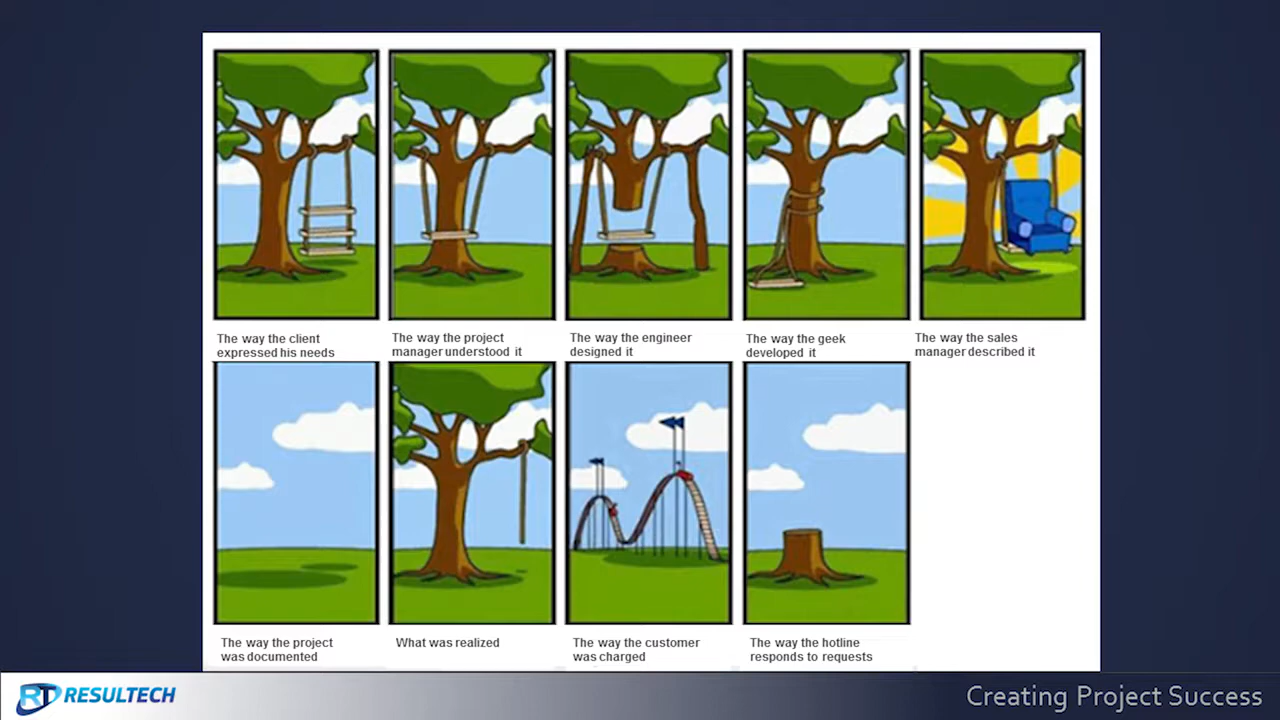 The way the client
expressed his needs
The way the project
manager understood it
The way the engineer
designed it
The way the geek
developed it
The way the sales
manager described it
The way the project
was documented
What was realized
The way the customer
was charged
The way the hotline
responds to requests
RT RESULTECH
Creating Project Success